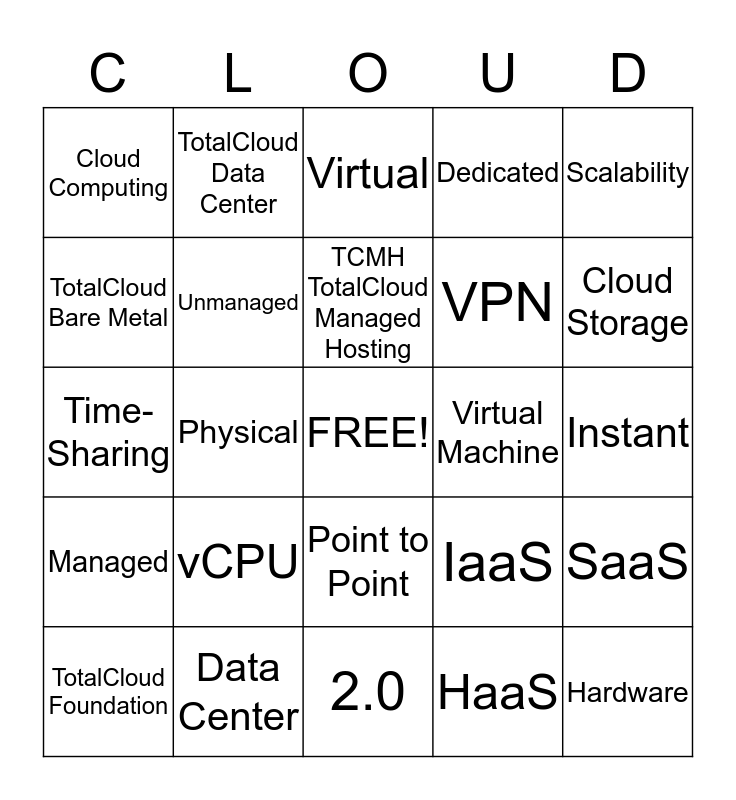 C L O U D
Cloud
Computing
TotalCloud
Data
Center
Virtual
Dedicated
Scalability
TotalCloud
Bare Metal
Unmanaged
TCMH
TotalCloud
Managed
Hosting
VPN
Cloud
Storage
Time-
Sharing
Physical
FREE!
Virtual
Machine
Instant
Managed
vCPU
Point to
Point
IaaS
SaaS
TotalCloud
Foundation
Data
Center
2.0
HaaS
Hardware